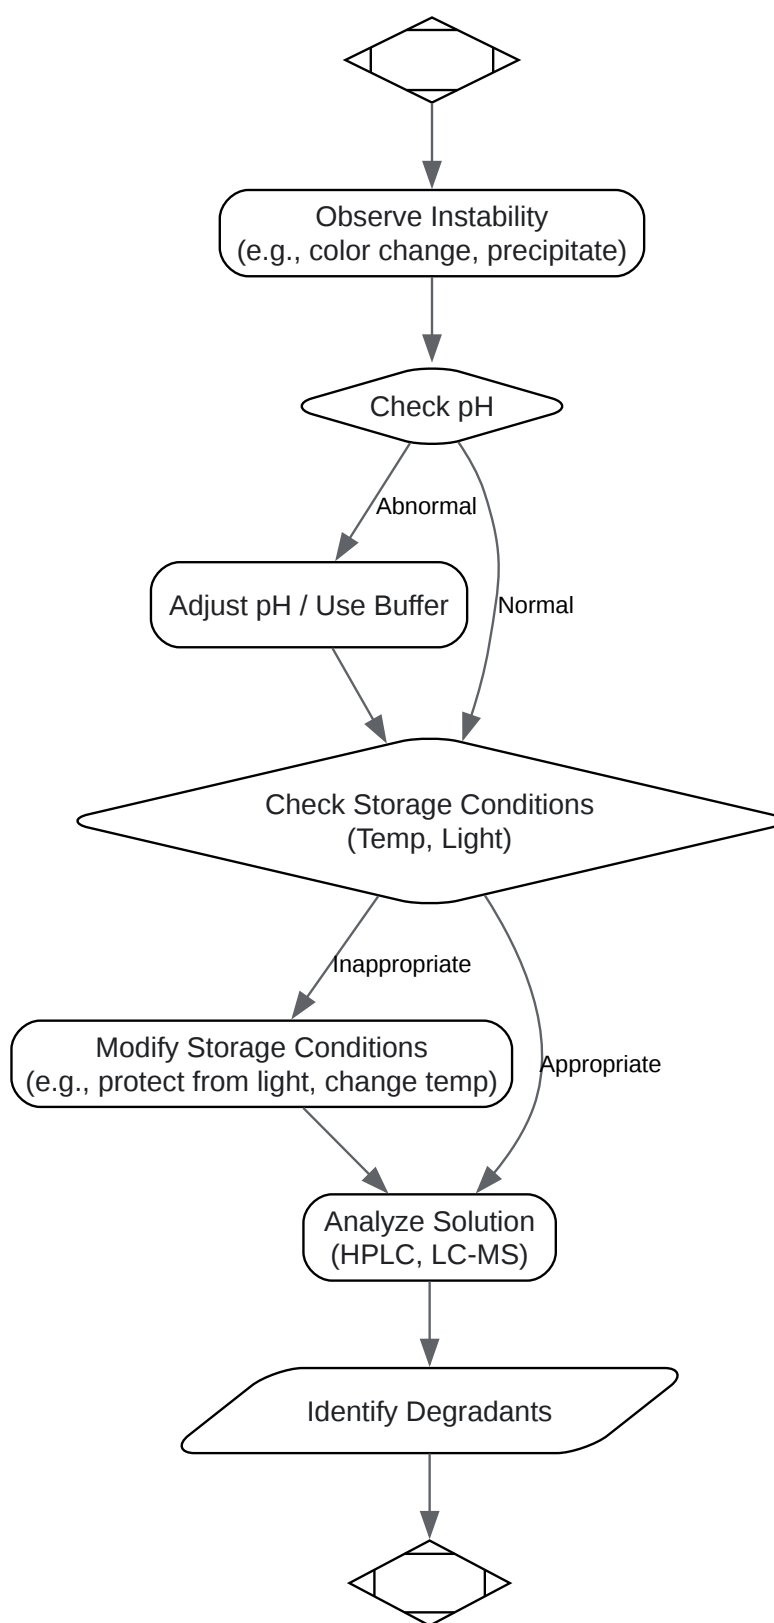 Observe Instability
(e.g., color change, precipitate)
Check pH
Abnormal
Adjust pH / Use Buffer
Normal
Check Storage Conditions
(Temp, Light)
Inappropriate
Modify Storage Conditions
(e.g., protect from light, change temp)
Appropriate
Analyze Solution
(HPLC, LC-MS)
Identify Degradants